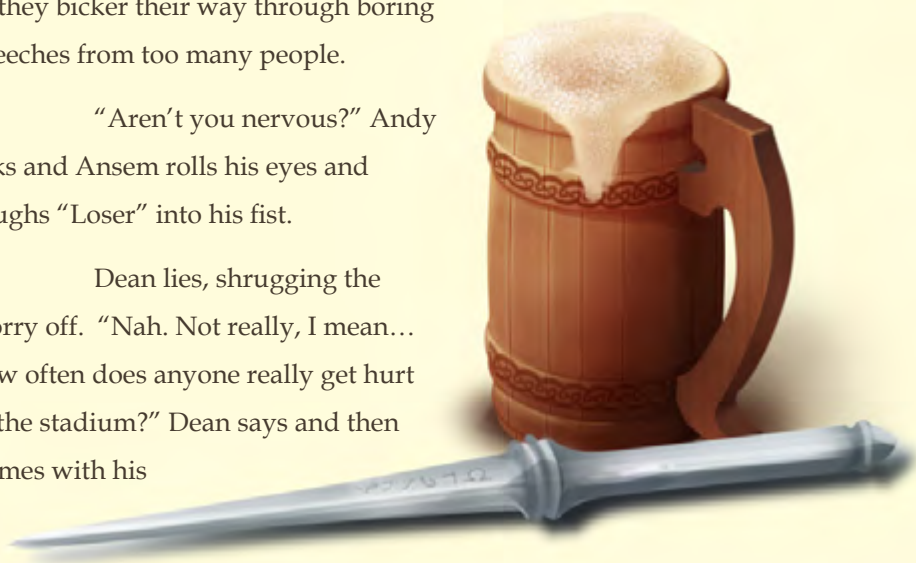 they bicker their way through boring
eeches from too many people.
“Aren’t you nervous?” Andy
ks and Ansem rolls his eyes and
ughs “Loser” into his fist.
Dean lies, shrugging the
orry off. “Nah. Not really, I mean…
w often does anyone really get hurt
the stadium?” Dean says and then
mes with his